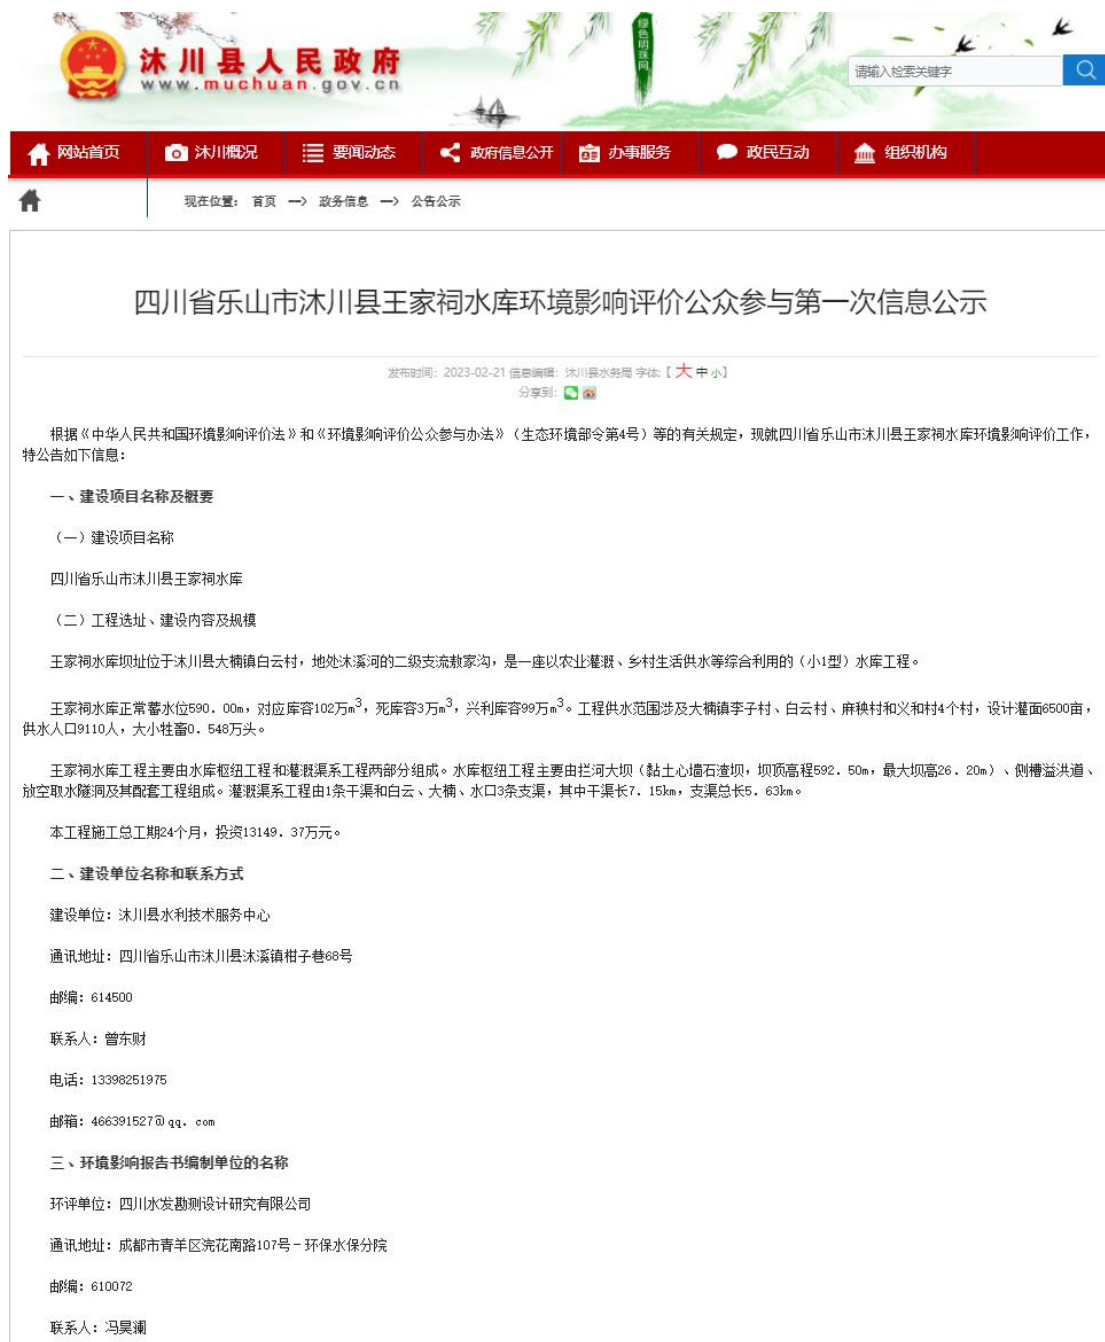 绿色明珠网
沐川县人民政府
www.muchuan.gov.cn
请输入检索关键字
网站首页 沐川概况 要闻动态 政府信息公开 办事服务 政民互动 组织机构
现在位置: 首页 —> 政务信息 —> 公告公示
四川省乐山市沐川县王家祠水库环境影响评价公众参与第一次信息公示
发布时间: 2023-02-21 信息编辑: 沐川县水务局 字体:【 大 中 小】
分享到:
根据《中华人民共和国环境影响评价法》和《环境影响评价公众参与办法》（生态环境部令第4号）等的有关规定，现就四川省乐山市沐川县王家祠水库环境影响评价工作，
特公告如下信息：
一、建设项目名称及概要
（一）建设项目名称
四川省乐山市沐川县王家祠水库
（二）工程选址、建设内容及规模
王家祠水库坝址位于沐川县大楠镇白云村，地处沐溪河的二级支流敖家沟，是一座以农业灌溉、乡村生活供水等综合利用的（小1型）水库工程。
王家祠水库正常蓄水位590．00m，对应库容102万m³，死库容3万m³，兴利库容99万m³。工程供水范围涉及大楠镇李子村、白云村、麻秧村和义和村4个村，设计灌面6500亩，
供水人口9110人，大小牲畜0．548万头。
王家祠水库工程主要由水库枢纽工程和灌溉渠系工程两部分组成。水库枢纽工程主要由拦河大坝（黏土心墙石渣坝，坝顶高程592．50m，最大坝高26．20m）、侧槽溢洪道、
放空取水隧洞及其配套工程组成。灌溉渠系工程由1条干渠和白云、大楠、水口3条支渠，其中干渠长7．15km，支渠总长5．63km。
本工程施工总工期24个月，投资13149．37万元。
二、建设单位名称和联系方式
建设单位：沐川县水利技术服务中心
通讯地址：四川省乐山市沐川县沐溪镇柑子巷68号
邮编：614500
联系人：曾东财
电话：13398251975
邮箱：466391527@qq．com
三、环境影响报告书编制单位的名称
环评单位：四川水发勘测设计研究有限公司
通讯地址：成都市青羊区浣花南路107号－环保水保分院
邮编：610072
联系人：冯昊澜